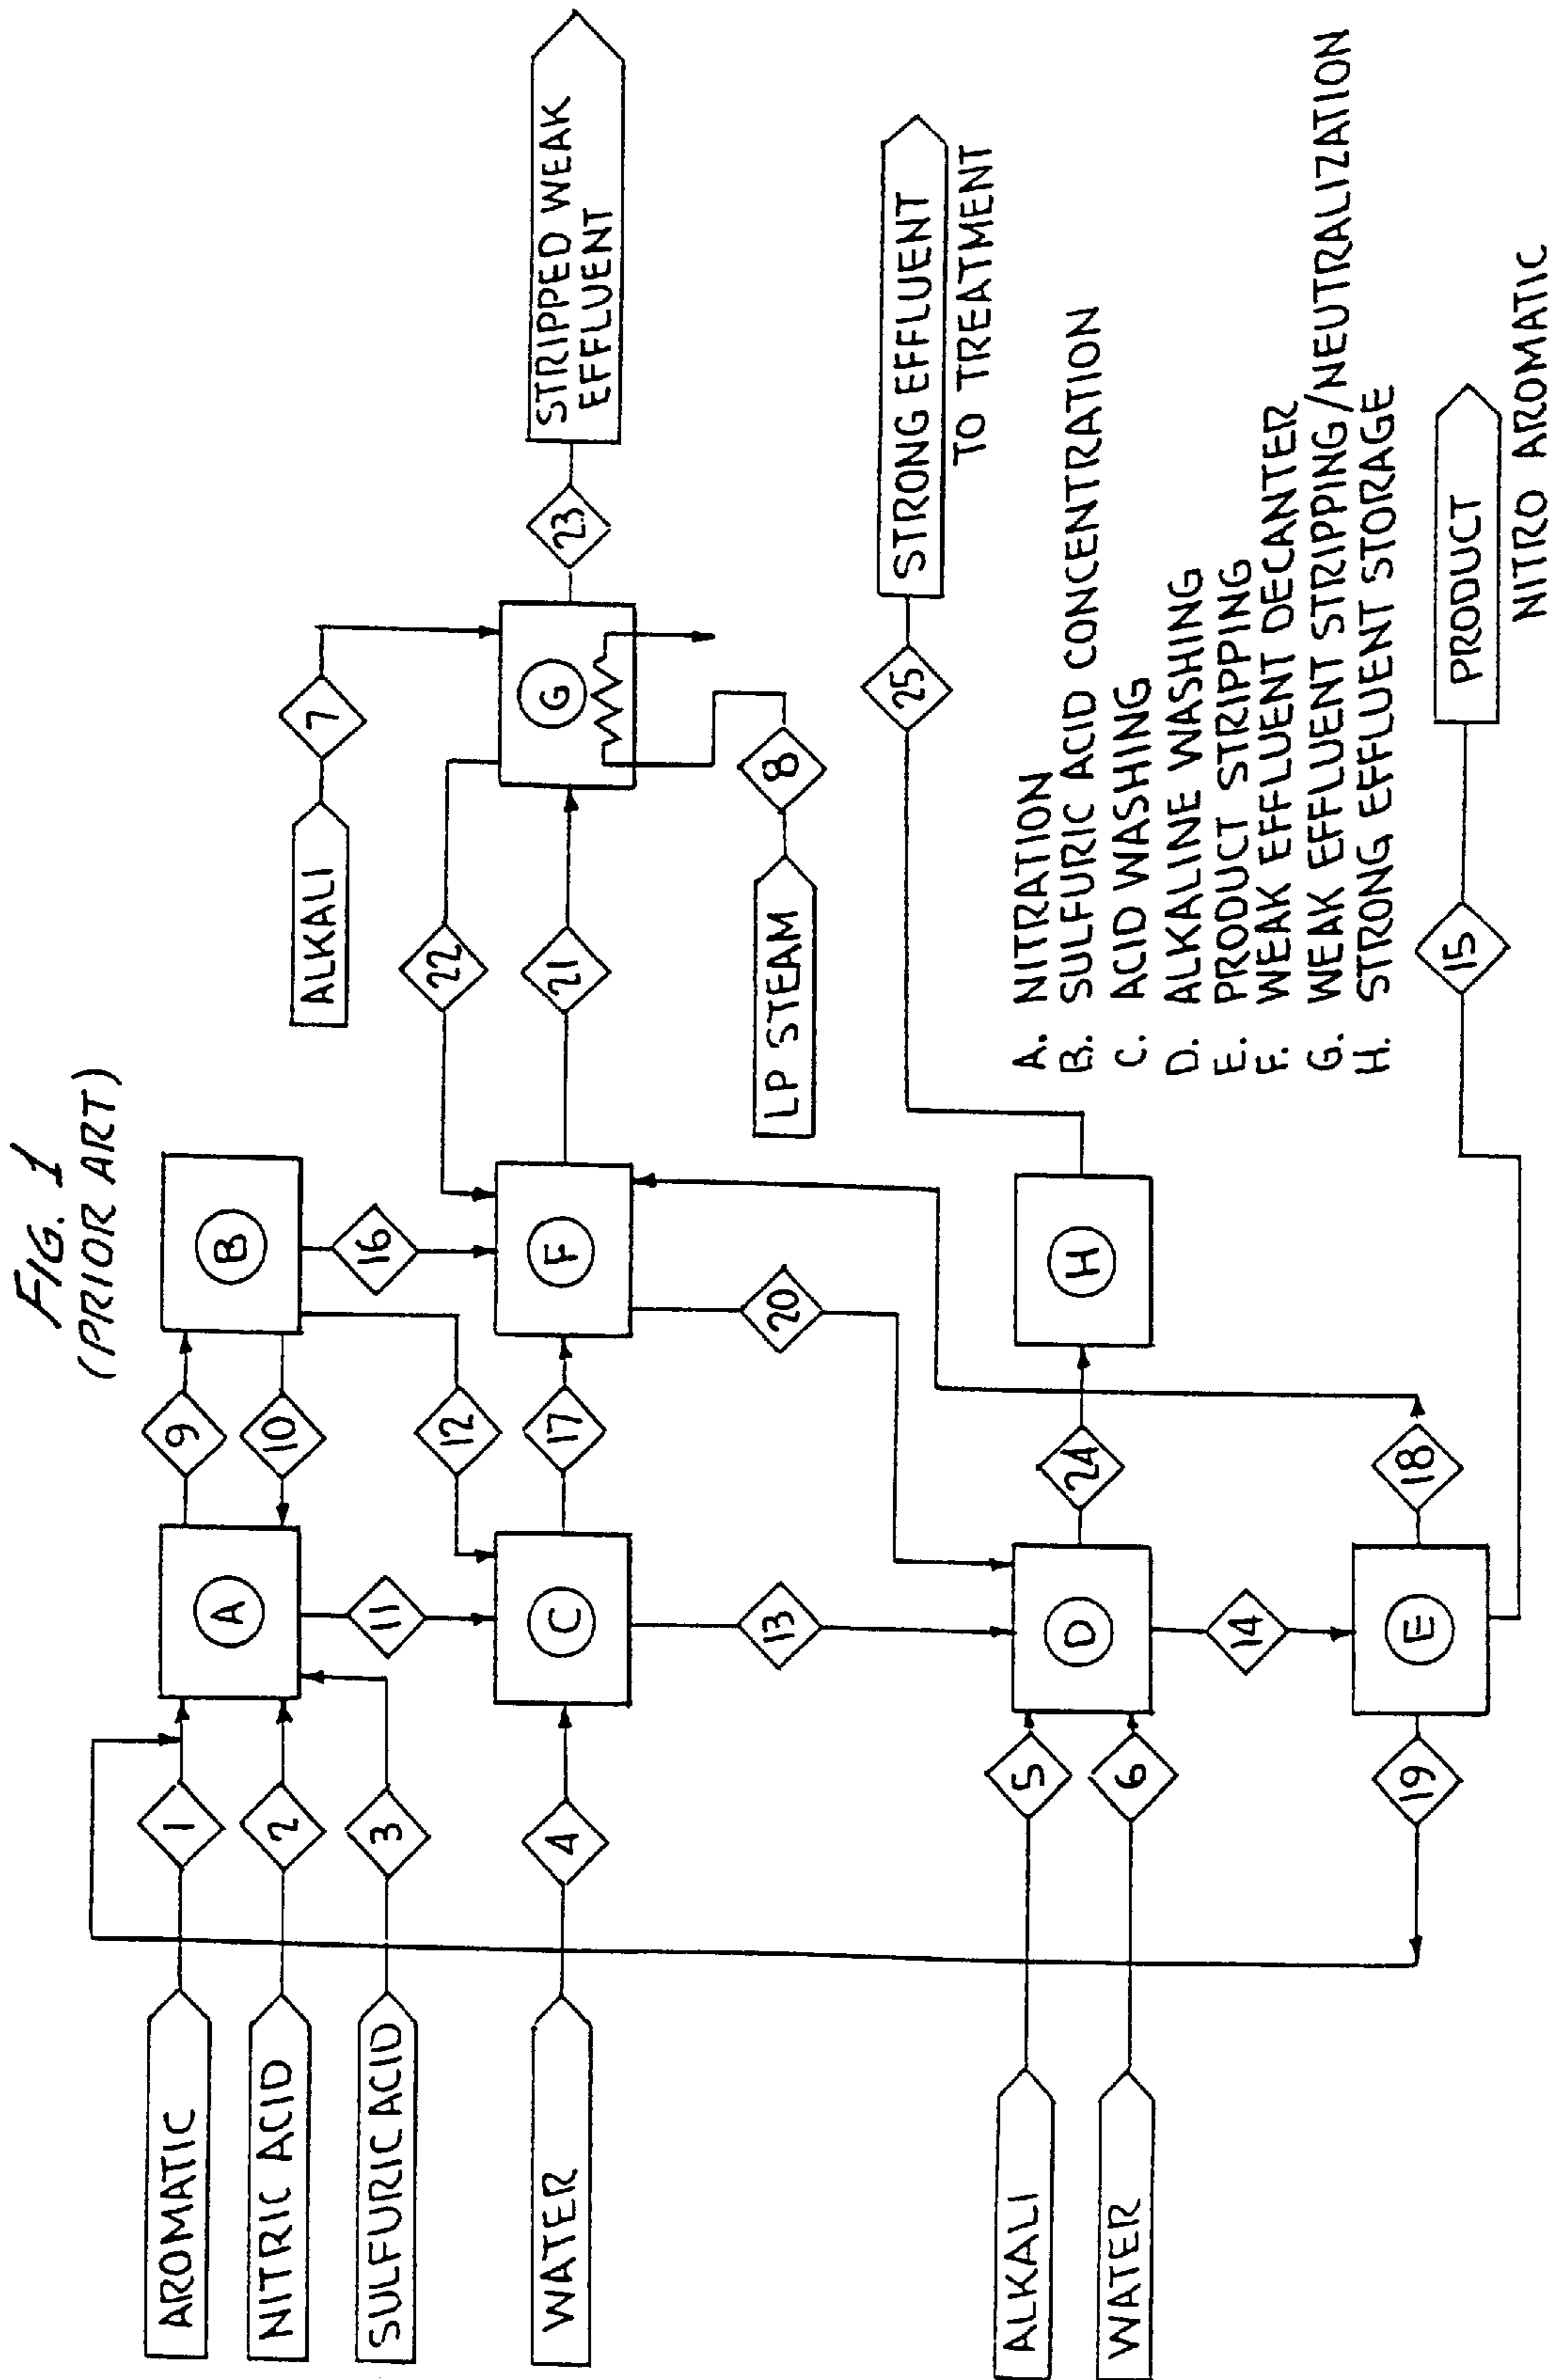 FIG. 1
(PRIOR ART)
AROMATIC
1
NITRIC ACID
2
SULFURIC ACID
3
WATER
4
ALKALI
5
WATER
6
A
9
10
B
11
12
16
C
17
F
22
21
ALKALI
7
G
23
STRIPPED WEAK
EFFLUENT
LP STEAM
8
13
20
D
24
H
25
STRONG EFFLUENT
TO TREATMENT
14
19
E
18
15
PRODUCT
NITRO AROMATIC
A. NITRATION
B. SULFURIC ACID CONCENTRATION
C. ACID WASHING
D. ALKALINE WASHING
E. PRODUCT STRIPPING
F. WEAK EFFLUENT DECANTER
G. WEAK EFFLUENT STRIPPING/NEUTRALIZATION
H. STRONG EFFLUENT STORAGE